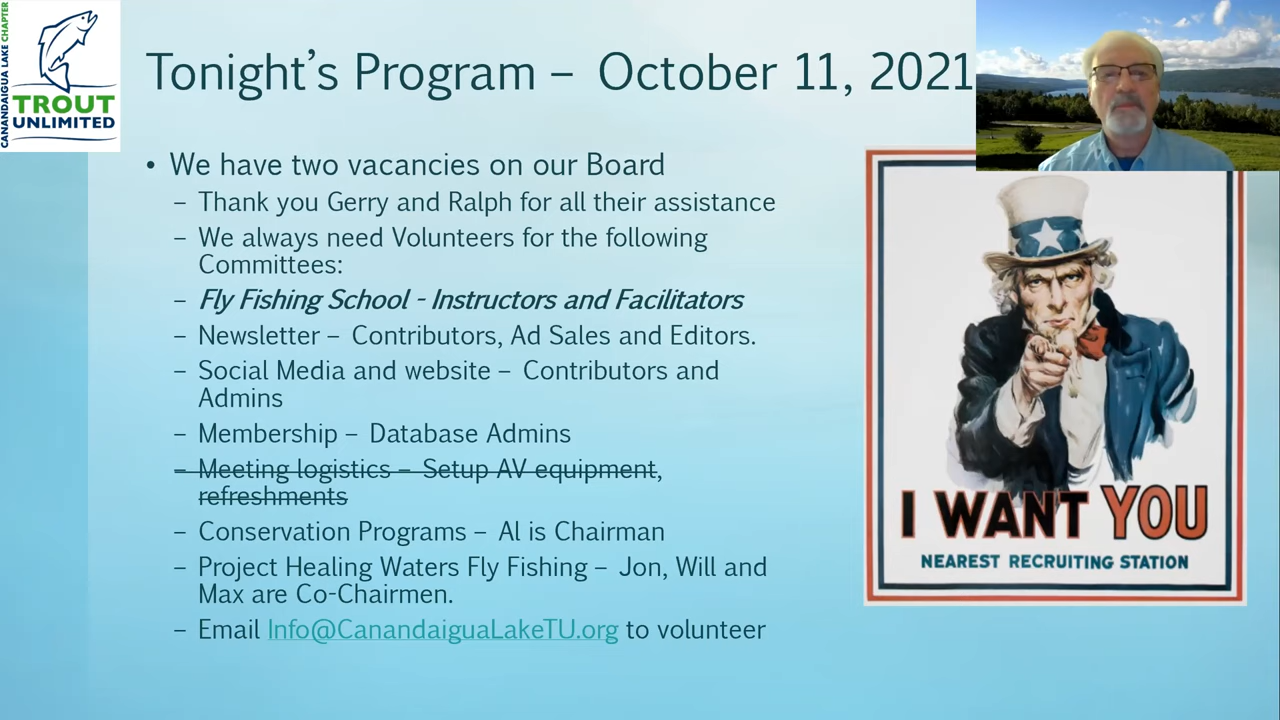 CANANDAIGUA LAKE CHAPTER
TROUT
UNLIMITED
Tonight's Program – October 11, 2021
• We have two vacancies on our Board
– Thank you Gerry and Ralph for all their assistance
– We always need Volunteers for the following
Committees:
– Fly Fishing School - Instructors and Facilitators
– Newsletter – Contributors, Ad Sales and Editors.
– Social Media and website – Contributors and
Admins
– Membership – Database Admins
– Meeting logistics – Setup AV equipment,
refreshments
– Conservation Programs – Al is Chairman
– Project Healing Waters Fly Fishing – Jon, Will and
Max are Co-Chairmen.
– Email Info@CanandaiguaLakeTU.org to volunteer
I WANT YOU
NEAREST RECRUITING STATION